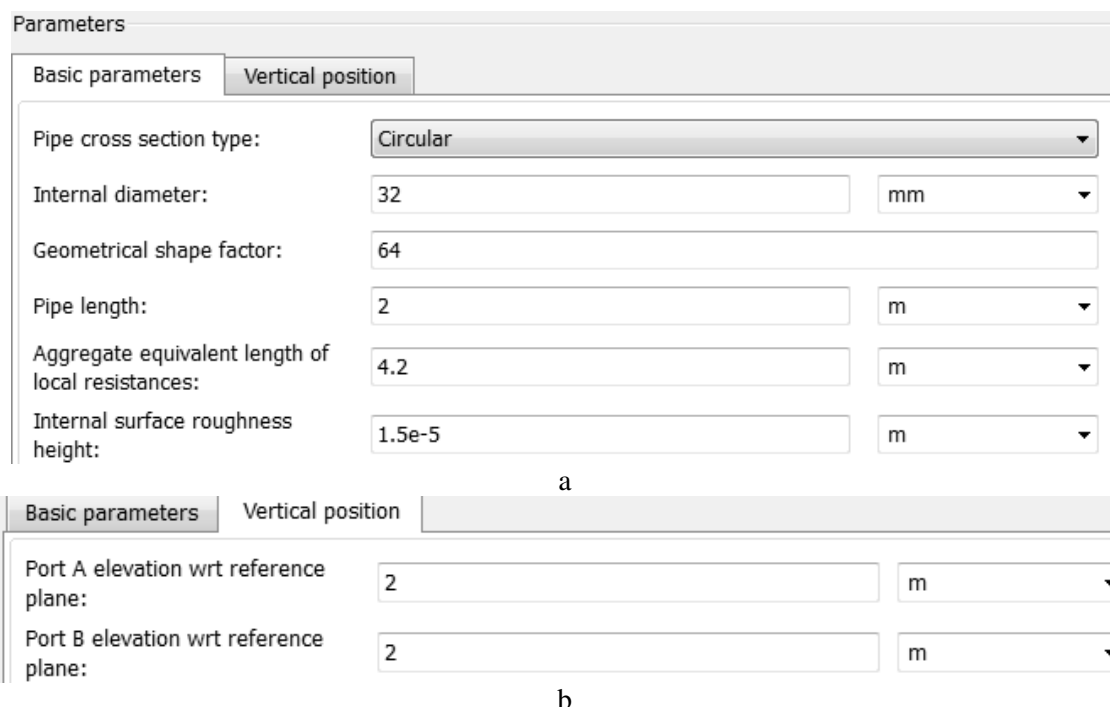 Parameters
Basic parameters Vertical position
Pipe cross section type: Circular
Internal diameter: 32 mm
Geometrical shape factor: 64
Pipe length: 2 m
Aggregate equivalent length of
local resistances: 4.2 m
Internal surface roughness
height: 1.5e-5 m
a
Basic parameters Vertical position
Port A elevation wrt reference
plane: 2 m
Port B elevation wrt reference
plane: 2 m
b